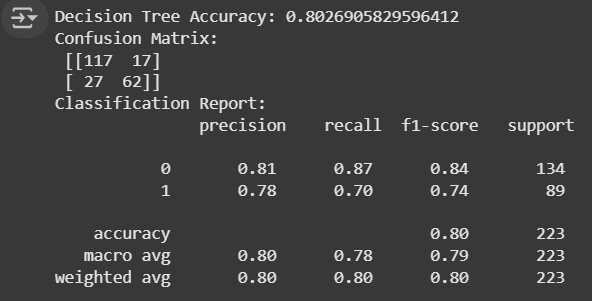 Decision Tree Accuracy: 0.8026905829596412
Confusion Matrix:
[[117  17]
[ 27  62]]
Classification Report:
precision    recall  f1-score   support
0       0.81      0.87      0.84       134
1       0.78      0.70      0.74        89
accuracy                           0.80       223
macro avg       0.80      0.78      0.79       223
weighted avg       0.80      0.80      0.80       223